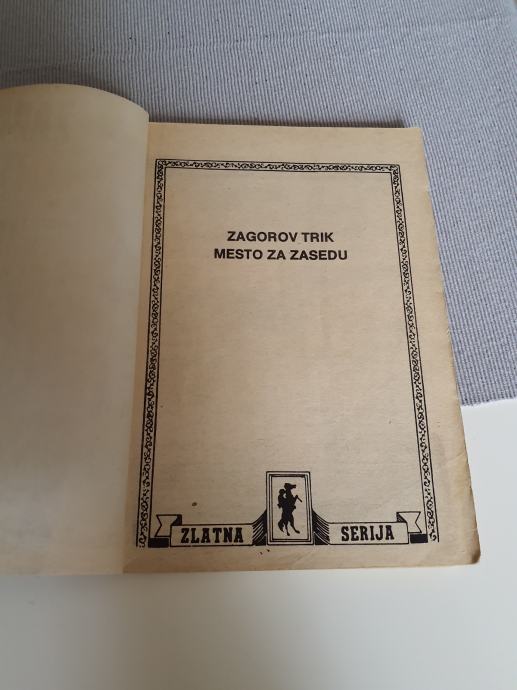 ZAGOROV TRIK
MESTO ZA ZASEDU
ZLATNA SERIJA